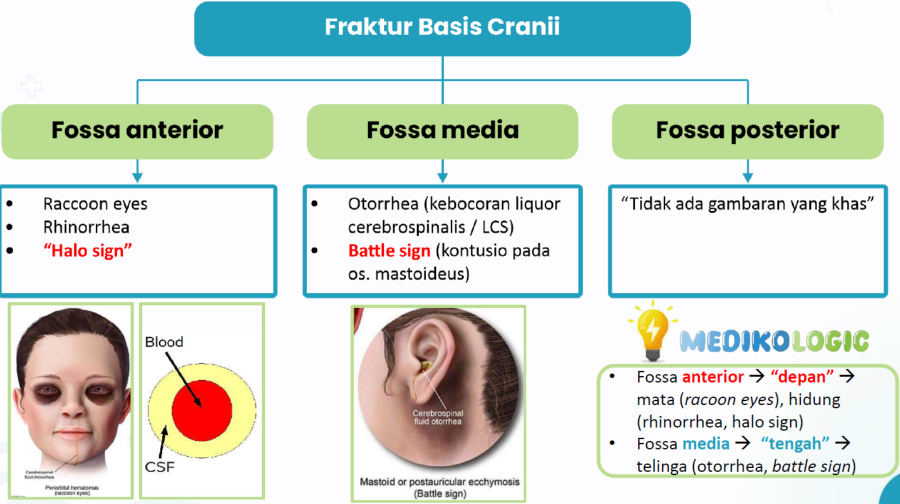 Fraktur Basis Cranii
Fossa anterior
Fossa media
Fossa posterior
• Raccoon eyes
• Rhinorrhea
• “Halo sign”
• Otorrhea (kebocoran liquor
cerebrospinalis / LCS)
• Battle sign (kontusio pada
os. mastoideus)
“Tidak ada gambaran yang khas”
Cerebrospinal
fluid rhinorrhea
Periorbital hematomas
(raccoon eyes)
Blood
CSF
Cerebrospinal
fluid otorrhea
Mastoid or postauricular ecchymosis
(Battle sign)
MEDIKOLOGIC
• Fossa anterior → “depan” →
mata (racoon eyes), hidung
(rhinorrhea, halo sign)
• Fossa media → “tengah” →
telinga (otorrhea, battle sign)